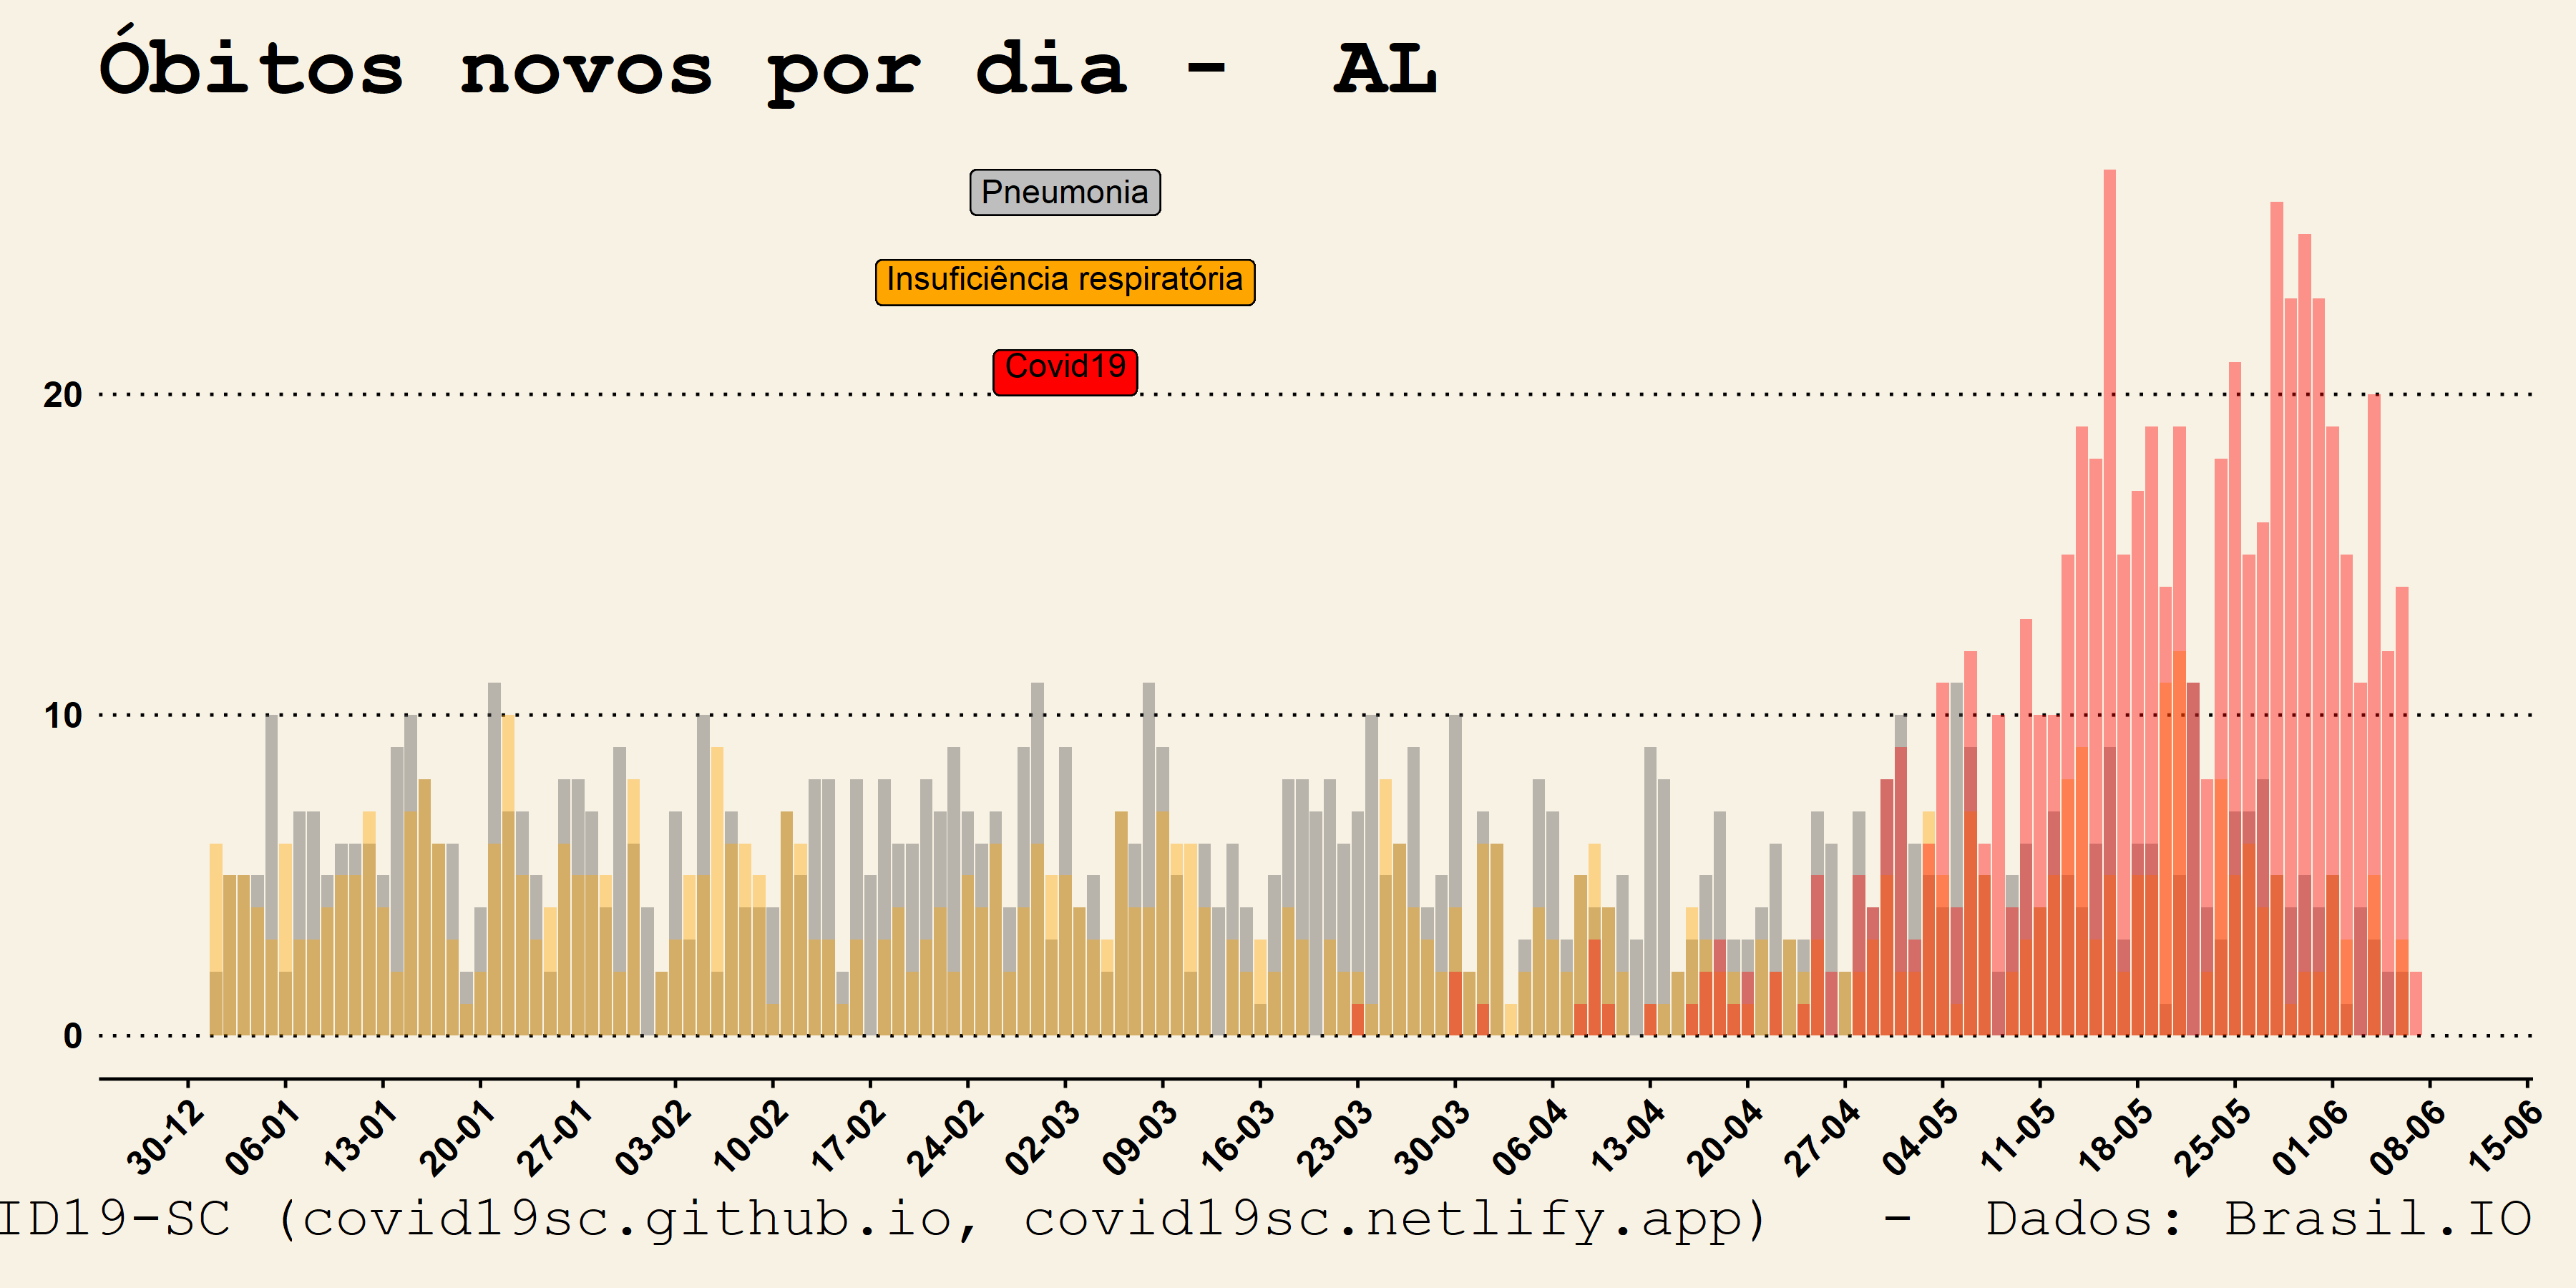 Óbitos novos por dia - AL
Pneumonia
Insuficiência respiratória
Covid19
20
10
0
30-12 06-01 13-01 20-01 27-01 03-02 10-02 17-02 24-02 02-03 09-03 16-03 23-03 30-03 06-04 13-04 20-04 27-04 04-05 11-05 18-05 25-05 01-06 08-06 15-06
ID19-SC (covid19sc.github.io, covid19sc.netlify.app) - Dados: Brasil.IO